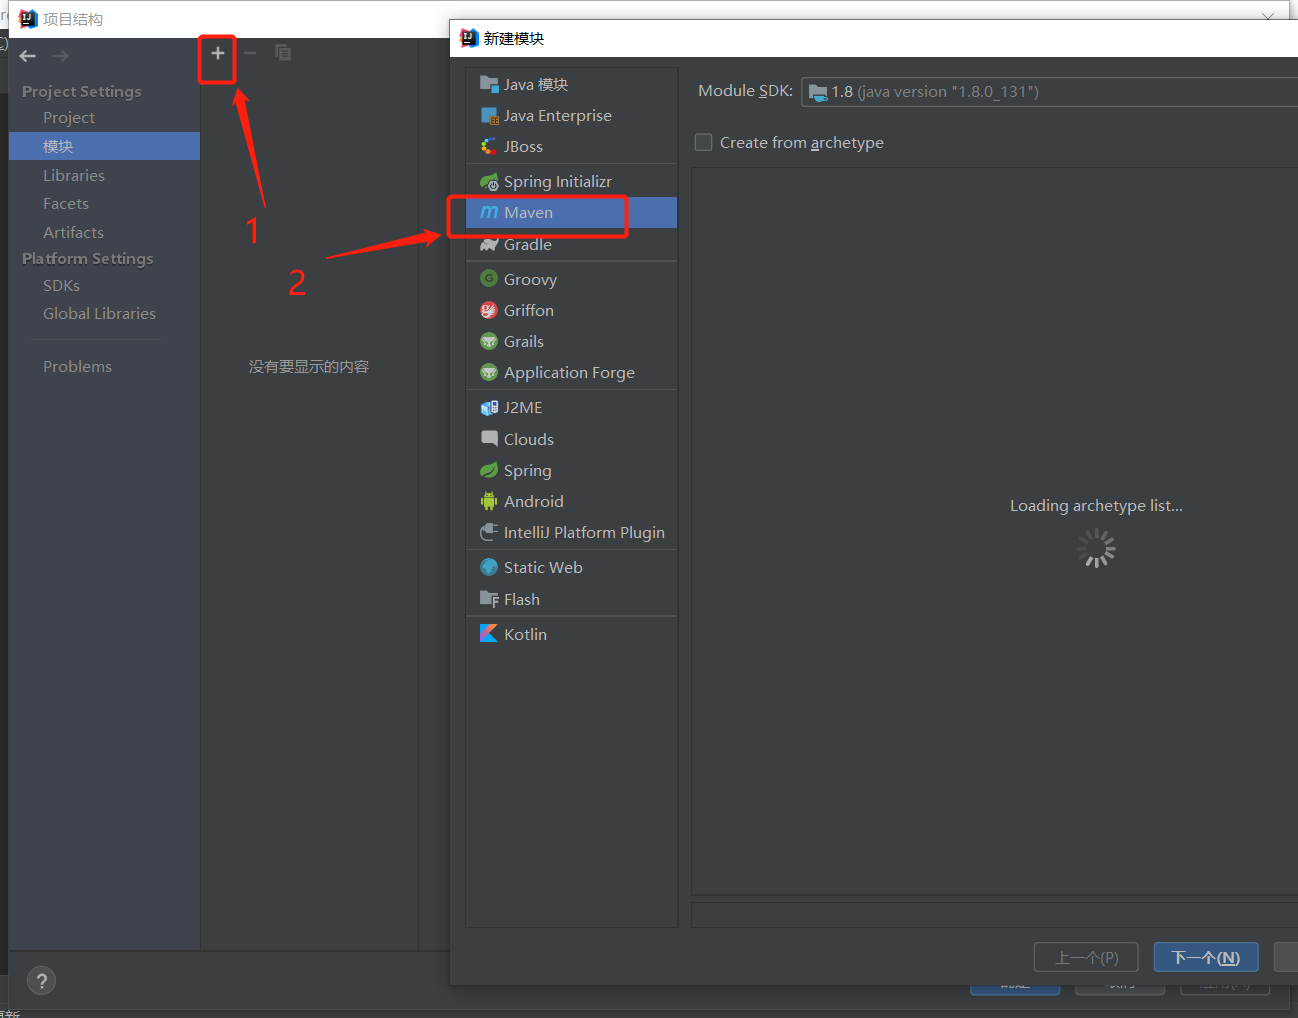 项目结构
Project Settings
Project
模块
Libraries
Facets
Artifacts
Platform Settings
SDKs
Global Libraries
Problems
没有要显示的内容
1
2
新建模块
Java 模块
Java Enterprise
JBoss
Spring Initializr
Maven
Gradle
Groovy
Griffon
Grails
Application Forge
J2ME
Clouds
Spring
Android
IntelliJ Platform Plugin
Static Web
Flash
Kotlin
Module SDK: 1.8 (java version "1.8.0_131")
Create from archetype
Loading archetype list...
上一个(P)
下一个(N)
?